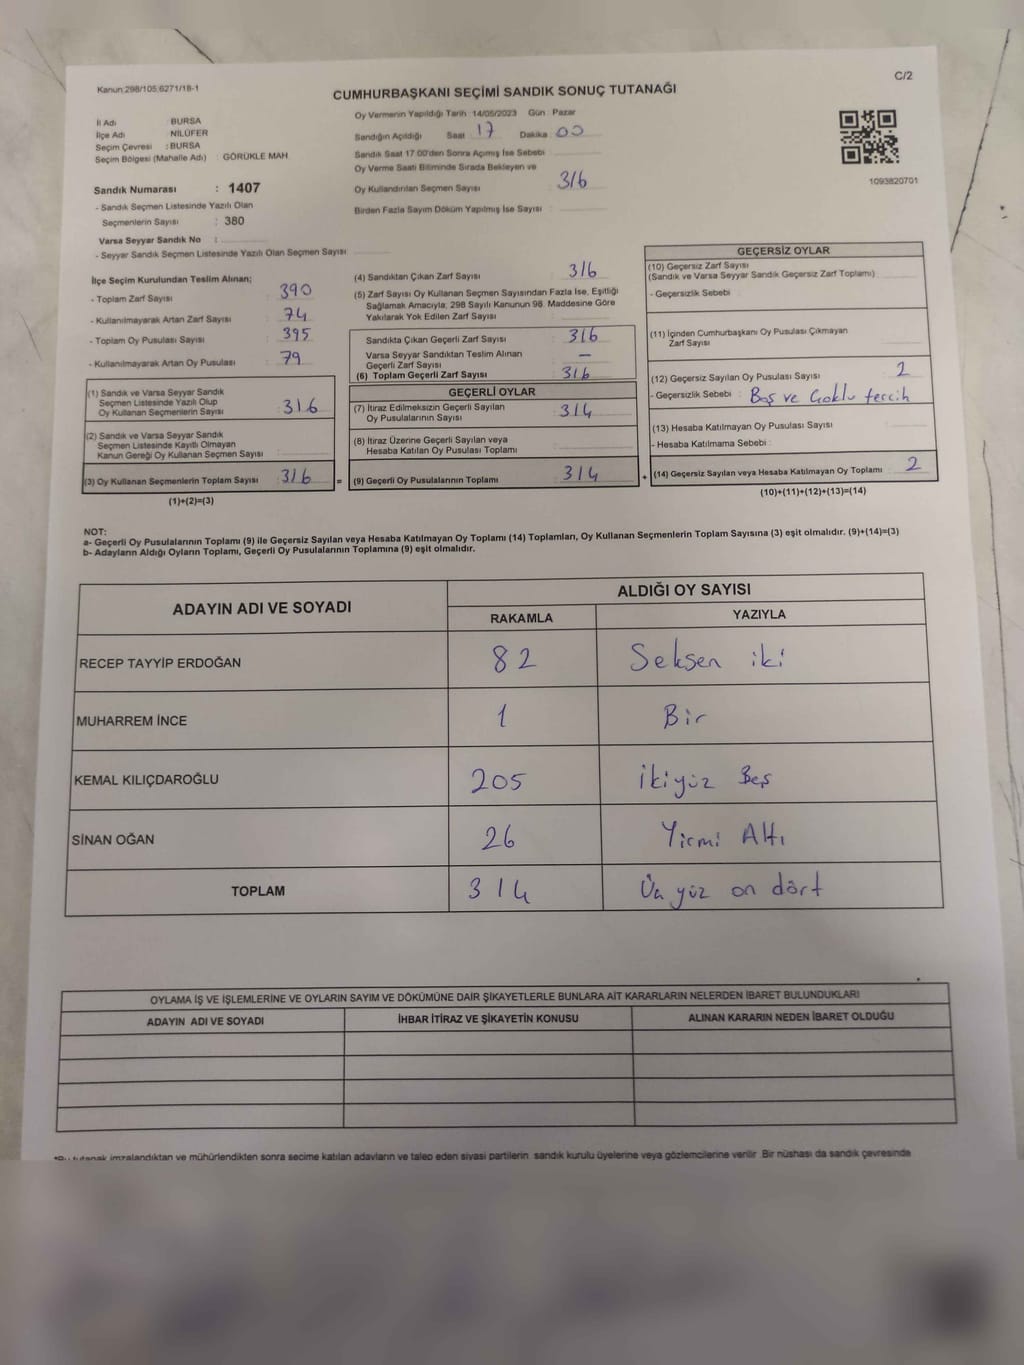 C/2
Kanun:298/105,6271/18-1
CUMHURBAŞKANI SEÇİMİ SANDIK SONUÇ TUTANAĞI
İl Adı BURSA
İlçe Adı NİLÜFER
Seçim Çevresi : BURSA
Seçim Bölgesi (Mahalle Adı) : GÖRÜKLE MAH.
Sandık Numarası : 1407
- Sandık Seçmen Listesinde Yazılı Olan
Seçmenlerin Sayısı : 380
Varsa Seyyar Sandık No :
- Seyyar Sandık Seçmen Listesinde Yazılı Olan Seçmen Sayısı
Oy Vermenin Yapıldığı Tarih 14/05/2023 Gün Pazar
Sandığın Açıldığı Saat 17 Dakika 00
Sandık Saat 17:00'den Sonra Açımış İse Sebebi
Oy Verme Saati Bitiminde Sırada Bekleyen ve
Oy Kullandırılan Seçmen Sayısı 316
Birden Fazla Sayım Döküm Yapılmış İse Sayısı
1093820701
İlçe Seçim Kurulundan Teslim Alınan;
- Toplam Zarf Sayısı 390
- Kullanılmayarak Artan Zarf Sayısı 74
- Toplam Oy Pusulası Sayısı 395
- Kullanılmayarak Artan Oy Pusulası 79
(1) Sandık ve Varsa Seyyar Sandık
Seçmen Listesinde Yazılı Olup
Oy Kullanan Seçmenlerin Sayısı 316
(2) Sandık ve Varsa Seyyar Sandık
Seçmen Listesinde Kayıtlı Olmayan
Kanun Gereği Oy Kullanan Seçmen Sayısı
(3) Oy Kullanan Seçmenlerin Toplam Sayısı 316 =
(1)+(2)=(3)
(4) Sandıktan Çıkan Zarf Sayısı 316
(5) Zarf Sayısı Oy Kullanan Seçmen Sayısından Fazla İse, Eşitliği
Sağlamak Amacıyla; 298 Sayılı Kanunun 98. Maddesine Göre
Yakılarak Yok Edilen Zarf Sayısı
Sandıkta Çıkan Geçerli Zarf Sayısı 316
Varsa Seyyar Sandıktan Teslim Alınan
Geçerli Zarf Sayısı —
(6) Toplam Geçerli Zarf Sayısı 316
GEÇERLİ OYLAR
(7) İtiraz Edilmeksizin Geçerli Sayılan
Oy Pusulalarının Sayısı 314
(8) İtiraz Üzerine Geçerli Sayılan veya
Hesaba Katılan Oy Pusulası Toplamı
(9) Geçerli Oy Pusulalarının Toplamı 314 +
GEÇERSİZ OYLAR
(10) Geçersiz Zarf Sayısı
(Sandık ve Varsa Seyyar Sandık Geçersiz Zarf Toplamı)
- Geçersizlik Sebebi
(11) İçinden Cumhurbaşkanı Oy Pusulası Çıkmayan
Zarf Sayısı
(12) Geçersiz Sayılan Oy Pusulası Sayısı 2
- Geçersizlik Sebebi : Boş ve Çoklu tercih
(13) Hesaba Katılmayan Oy Pusulası Sayısı
- Hesaba Katılmama Sebebi :
(14) Geçersiz Sayılan veya Hesaba Katılmayan Oy Toplamı 2
(10)+(11)+(12)+(13)=(14)
NOT:
a- Geçerli Oy Pusulalarının Toplamı (9) ile Geçersiz Sayılan veya Hesaba Katılmayan Oy Toplamı (14) Toplamları, Oy Kullanan Seçmenlerin Toplam Sayısına (3) eşit olmalıdır. (9)+(14)=(3)
b- Adayların Aldığı Oyların Toplamı, Geçerli Oy Pusulalarının Toplamına (9) eşit olmalıdır.
ADAYIN ADI VE SOYADI
ALDIĞI OY SAYISI
RAKAMLA YAZIYLA
RECEP TAYYİP ERDOĞAN 82 Seksen iki
MUHARREM İNCE 1 Bir
KEMAL KILIÇDAROĞLU 205 ikiyüz Beş
SİNAN OĞAN 26 Yirmi Altı
TOPLAM 314 Üç yüz on dört
OYLAMA İŞ VE İŞLEMLERİNE VE OYLARIN SAYIM VE DÖKÜMÜNE DAİR ŞİKAYETLERLE BUNLARA AİT KARARLARIN NELERDEN İBARET BULUNDUKLARI
ADAYIN ADI VE SOYADI İHBAR İTİRAZ VE ŞİKAYETİN KONUSU ALINAN KARARIN NEDEN İBARET OLDUĞU
*Bu tutanak imzalandıktan ve mühürlendikten sonra seçime katılan adayların ve talep eden siyasi partilerin sandık kurulu üyelerine veya gözlemcilerine verilir. Bir nüshası da sandık çevresinde